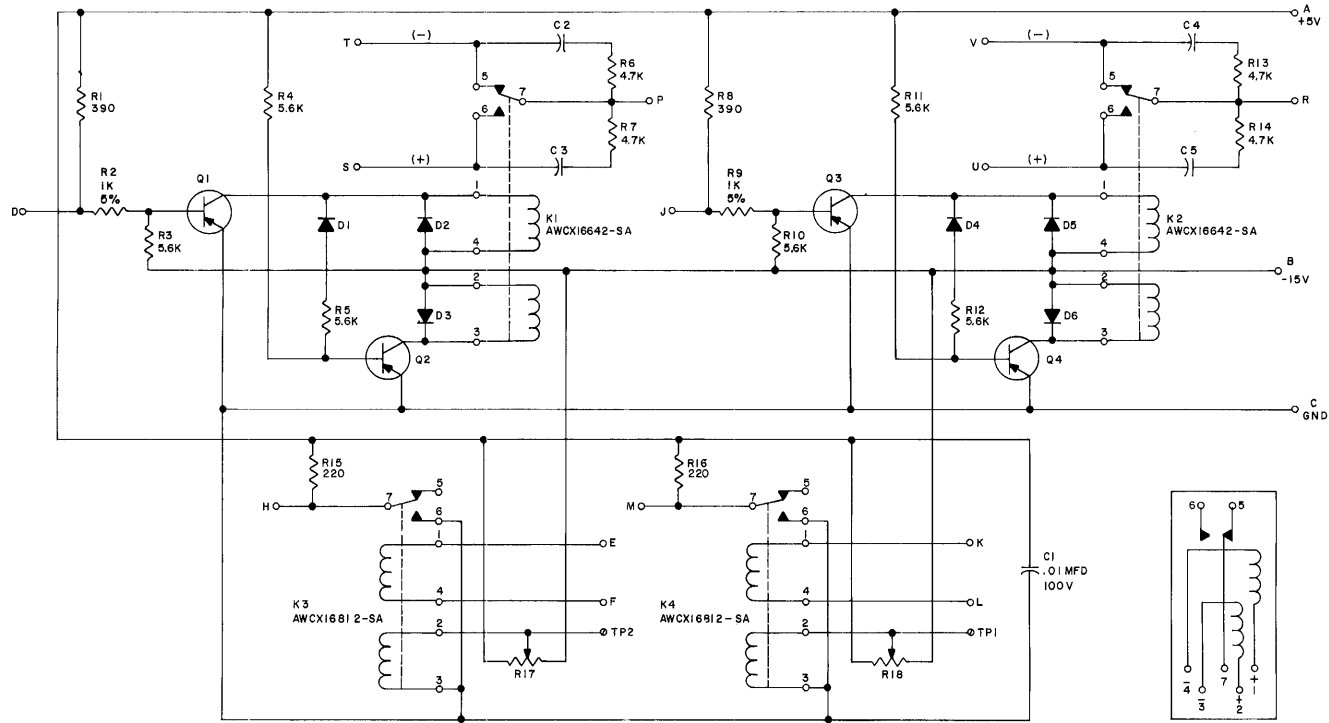 A
+5V
T (-)
C2
V (-)
C4
R1
390
R4
5.6K
5
6
7
R6
4.7K
P
R7
4.7K
R8
390
R11
5.6K
5
6
7
R13
4.7K
R
R14
4.7K
S (+)
C3
U (+)
C5
D
R2
1K
5%
Q1
R3
5.6K
D1
D2
1
4
K1
AWCX16642-SA
J
R9
1K
5%
Q3
R10
5.6K
D4
D5
1
4
K2
AWCX16642-SA
B
-15V
R5
5.6K
D3
2
3
Q2
R12
5.6K
D6
2
3
Q4
C
GND
R15
220
H
7
5
6
1
E
4
F
K3
AWCX16812-SA
2
TP2
3
R17
R16
220
M
7
5
6
1
K
4
L
K4
AWCX16812-SA
2
TP1
3
R18
C1
.01MFD
100V
6 5
-4 -3 7 +2 +1